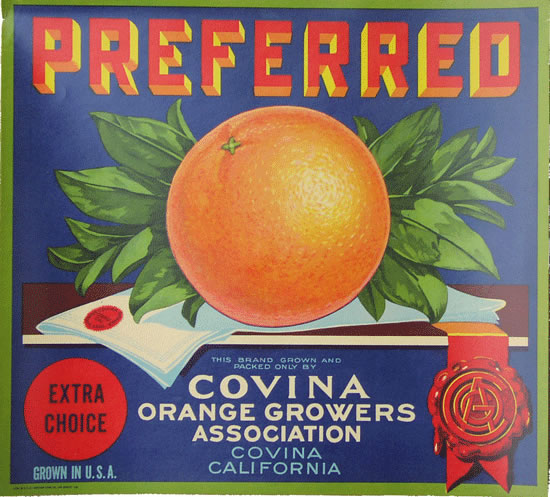 PREFERRED
THIS BRAND GROWN AND
PACKED ONLY BY
COVINA
ORANGE GROWERS
ASSOCIATION
COVINA
CALIFORNIA
EXTRA
CHOICE
GROWN IN U.S.A.